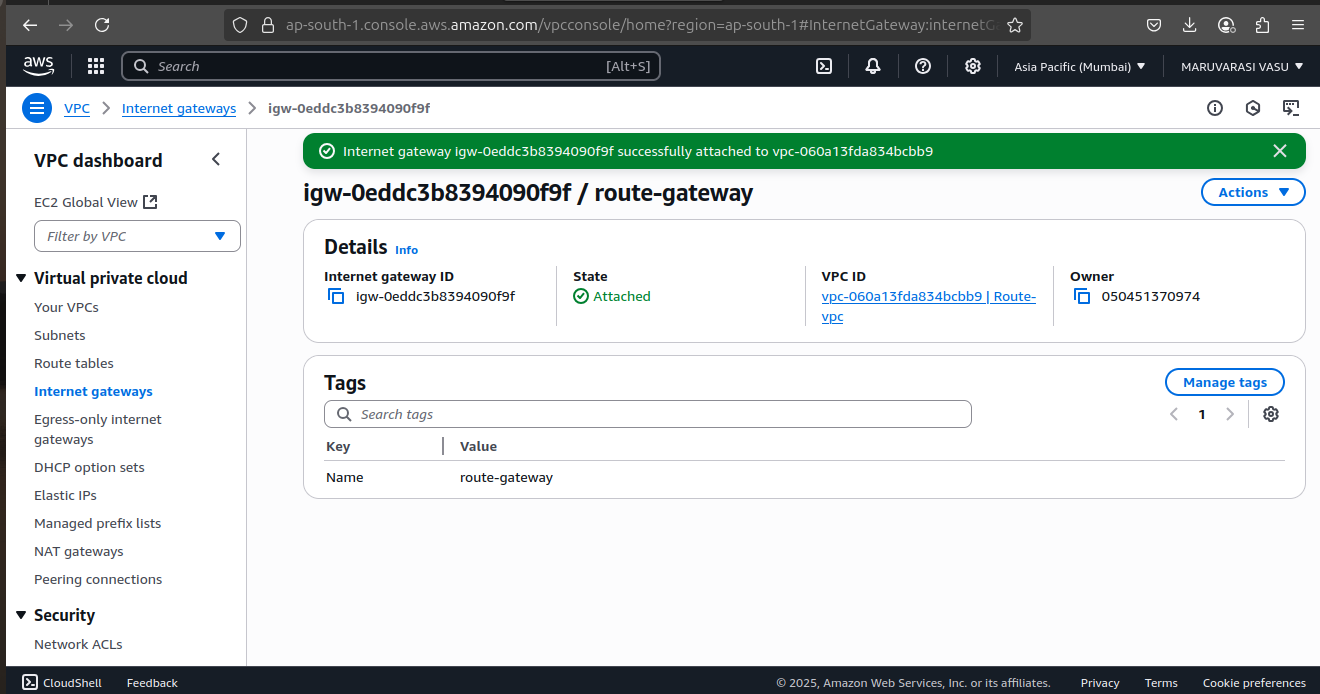 ap-south-1.console.aws.amazon.com/vpcconsole/home?region=ap-south-1#InternetGateway:internetG
aws
Search
[Alt+S]
Asia Pacific (Mumbai)
MARUVARASI VASU
VPC
Internet gateways
igw-0eddc3b8394090f9f
VPC dashboard
EC2 Global View
Filter by VPC
Virtual private cloud
Your VPCs
Subnets
Route tables
Internet gateways
Egress-only internet
gateways
DHCP option sets
Elastic IPs
Managed prefix lists
NAT gateways
Peering connections
Security
Network ACLs
Internet gateway igw-0eddc3b8394090f9f successfully attached to vpc-060a13fda834bcbb9
igw-0eddc3b8394090f9f / route-gateway
Actions
Details Info
Internet gateway ID
igw-0eddc3b8394090f9f
State
Attached
VPC ID
vpc-060a13fda834bcbb9 | Route-
vpc
Owner
050451370974
Tags
Manage tags
Search tags
1
Key
Value
Name
route-gateway
CloudShell
Feedback
© 2025, Amazon Web Services, Inc. or its affiliates.
Privacy
Terms
Cookie preferences